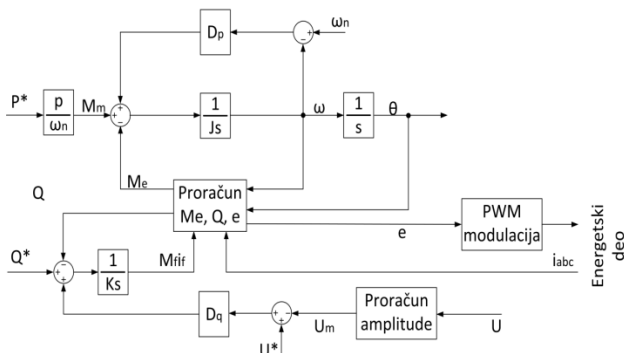 Dp
ωn
P*
p
ωn
Mm
1
Js
ω
1
s
θ
Me
Proračun
Me, Q, e
Q
PWM
modulacija
e
Energetski
deo
Q*
1
Ks
Mfif
iabc
Dq
Um
Proračun
amplitude
U
U*